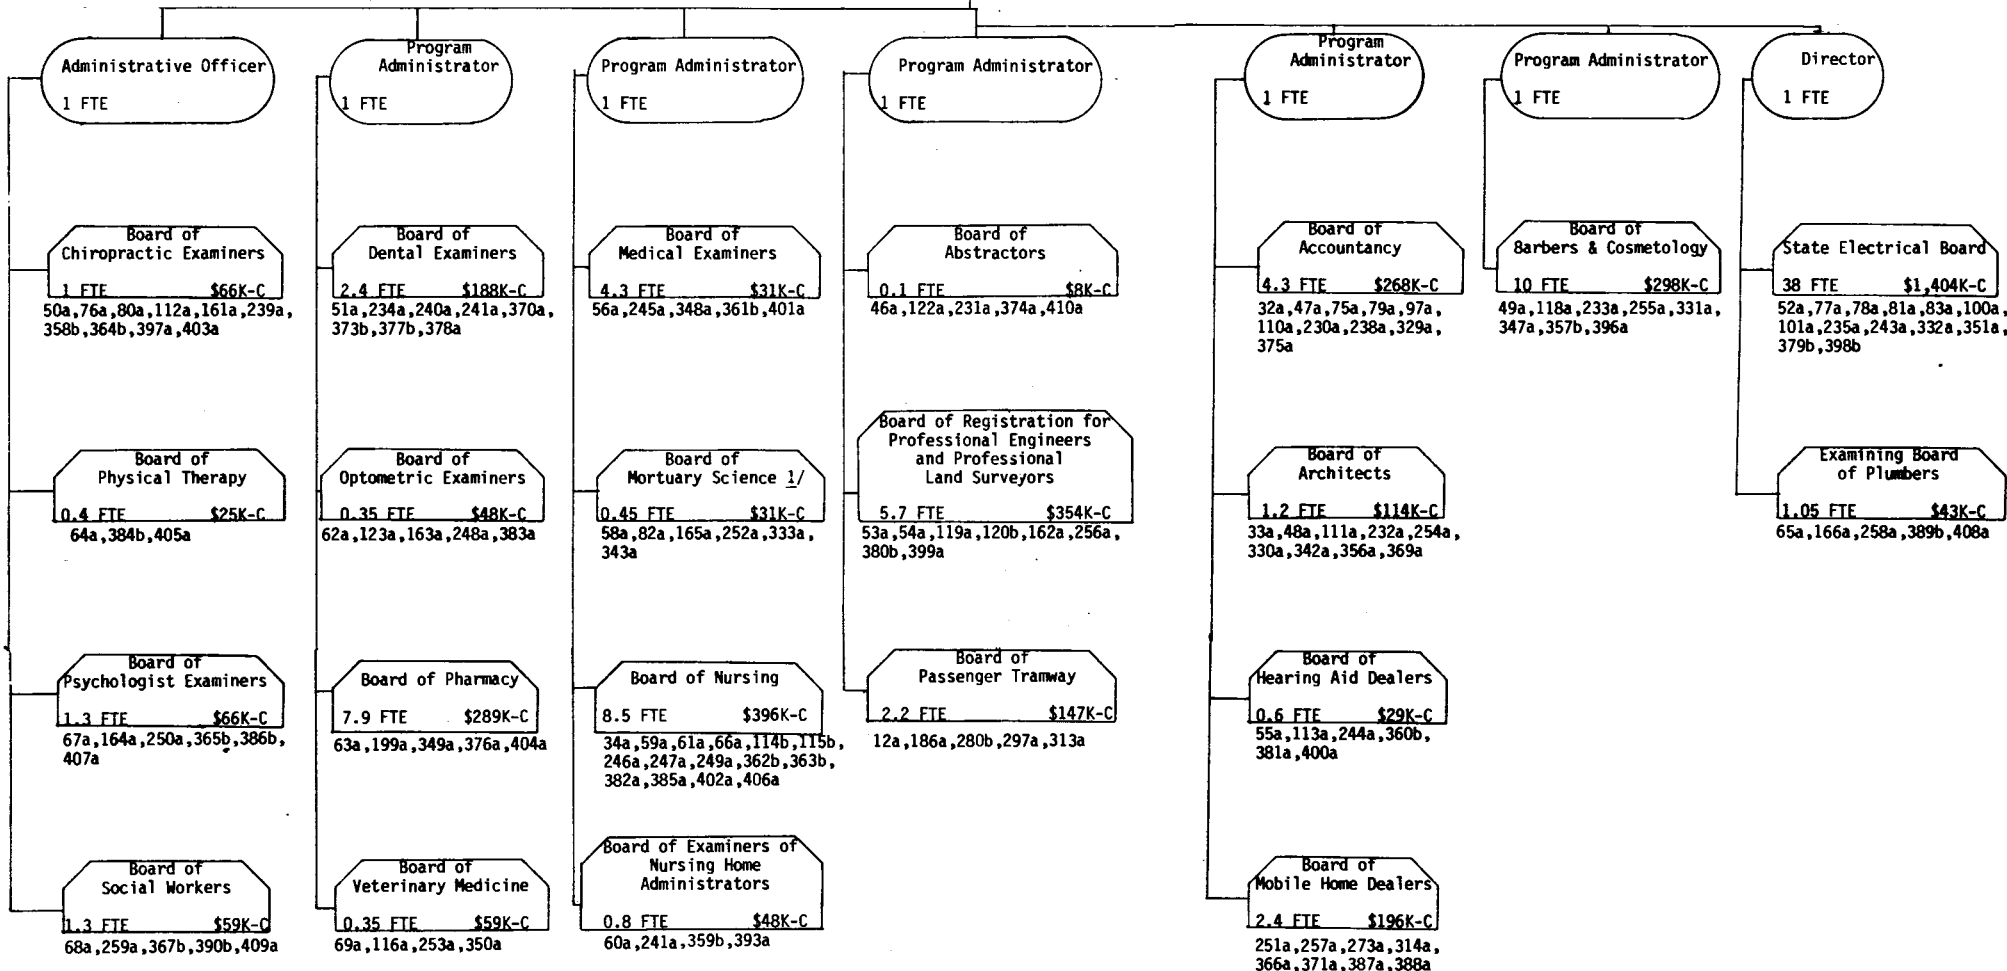 Administrative Officer
1 FTE
Board of
Chiropractic Examiners
1 FTE $66K-C
50a,76a,80a,112a,161a,239a,
358b,364b,397a,403a
Board of
Physical Therapy
0.4 FTE $25K-C
64a,384b,405a
Board of
Psychologist Examiners
1.3 FTE $66K-C
67a,164a,250a,365b,386b,
407a
Board of
Social Workers
1.3 FTE $59K-C
68a,259a,367b,390b,409a
Program
Administrator
1 FTE
Board of
Dental Examiners
2.4 FTE $188K-C
51a,234a,240a,241a,370a,
373b,377b,378a
Board of
Optometric Examiners
0.35 FTE $48K-C
62a,123a,163a,248a,383a
Board of Pharmacy
7.9 FTE $289K-C
63a,199a,349a,376a,404a
Board of
Veterinary Medicine
0.35 FTE $59K-C
69a,116a,253a,350a
Program Administrator
1 FTE
Board of
Medical Examiners
4.3 FTE $31K-C
56a,245a,348a,361b,401a
Board of
Mortuary Science 1/
0.45 FTE $31K-C
58a,82a,165a,252a,333a,
343a
Board of Nursing
8.5 FTE $396K-C
34a,59a,61a,66a,114b,115b,
246a,247a,249a,362b,363b,
382a,385a,402a,406a
Board of Examiners of
Nursing Home
Administrators
0.8 FTE $48K-C
60a,241a,359b,393a
Program Administrator
1 FTE
Board of
Abstractors
0.1 FTE $8K-C
46a,122a,231a,374a,410a
Board of Registration for
Professional Engineers
and Professional
Land Surveyors
5.7 FTE $354K-C
53a,54a,119a,120b,162a,256a,
380b,399a
Board of
Passenger Tramway
2.2 FTE $147K-C
12a,186a,280b,297a,313a
Program
Administrator
1 FTE
Board of
Accountancy
4.3 FTE $268K-C
32a,47a,75a,79a,97a,
110a,230a,238a,329a,
375a
Board of
Architects
1.2 FTE $114K-C
33a,48a,111a,232a,254a,
330a,342a,356a,369a
Board of
Hearing Aid Dealers
0.6 FTE $29K-C
55a,113a,244a,360b,
381a,400a
Board of
Mobile Home Dealers
2.4 FTE $196K-C
251a,257a,273a,314a,
366a,371a,387a,388a
Program Administrator
1 FTE
Board of
Barbers & Cosmetology
10 FTE $298K-C
49a,118a,233a,255a,331a,
347a,357b,396a
Director
1 FTE
State Electrical Board
38 FTE $1,404K-C
52a,77a,78a,81a,83a,100a,
101a,235a,243a,332a,351a,
379b,398b
Examining Board
of Plumbers
1.05 FTE $43K-C
65a,166a,258a,389b,408a